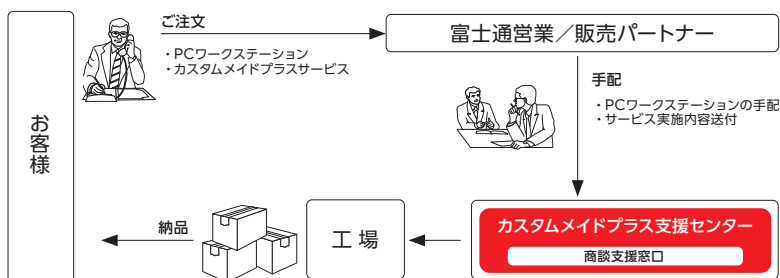 お客様
ご注文
・PCワークステーション
・カスタムメイドプラスサービス
富士通営業／販売パートナー
手配
・PCワークステーションの手配
・サービス実施内容送付
カスタムメイドプラス支援センター
商談支援窓口
工場
納品